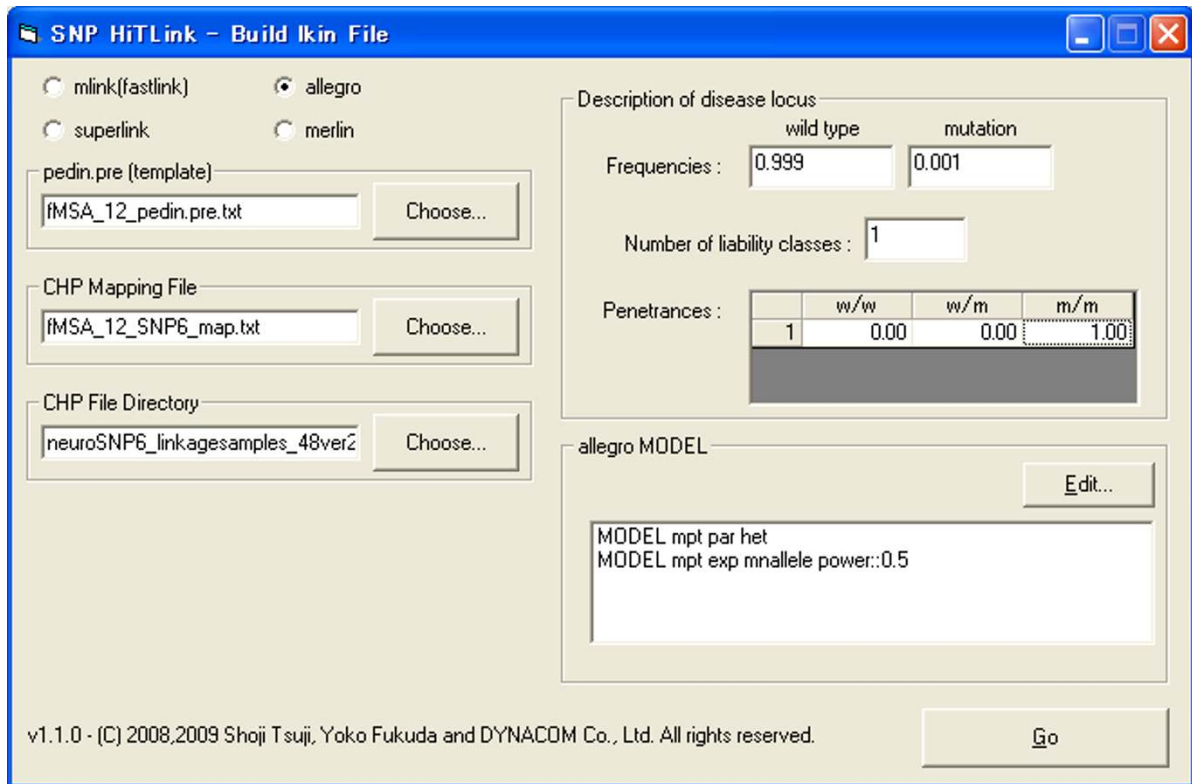 SNP HiTLink - Build lkin File
mlink(fastlink)
allegro
superlink
merlin
pedin.pre (template)
fMSA_12_pedin.pre.txt
Choose...
CHP Mapping File
fMSA_12_SNP6_map.txt
Choose...
CHP File Directory
neuroSNP6_linkagesamples_48ver2
Choose...
Description of disease locus
wild type mutation
Frequencies : 0.999 0.001
Number of liability classes : 1
Penetrances : w/w w/m m/m
1 0.00 0.00 1.00
allegro MODEL
Edit...
MODEL mpt par het
MODEL mpt exp mnallele power::0.5
v1.1.0 - (C) 2008,2009 Shoji Tsuji, Yoko Fukuda and DYNACOM Co., Ltd. All rights reserved.
Go